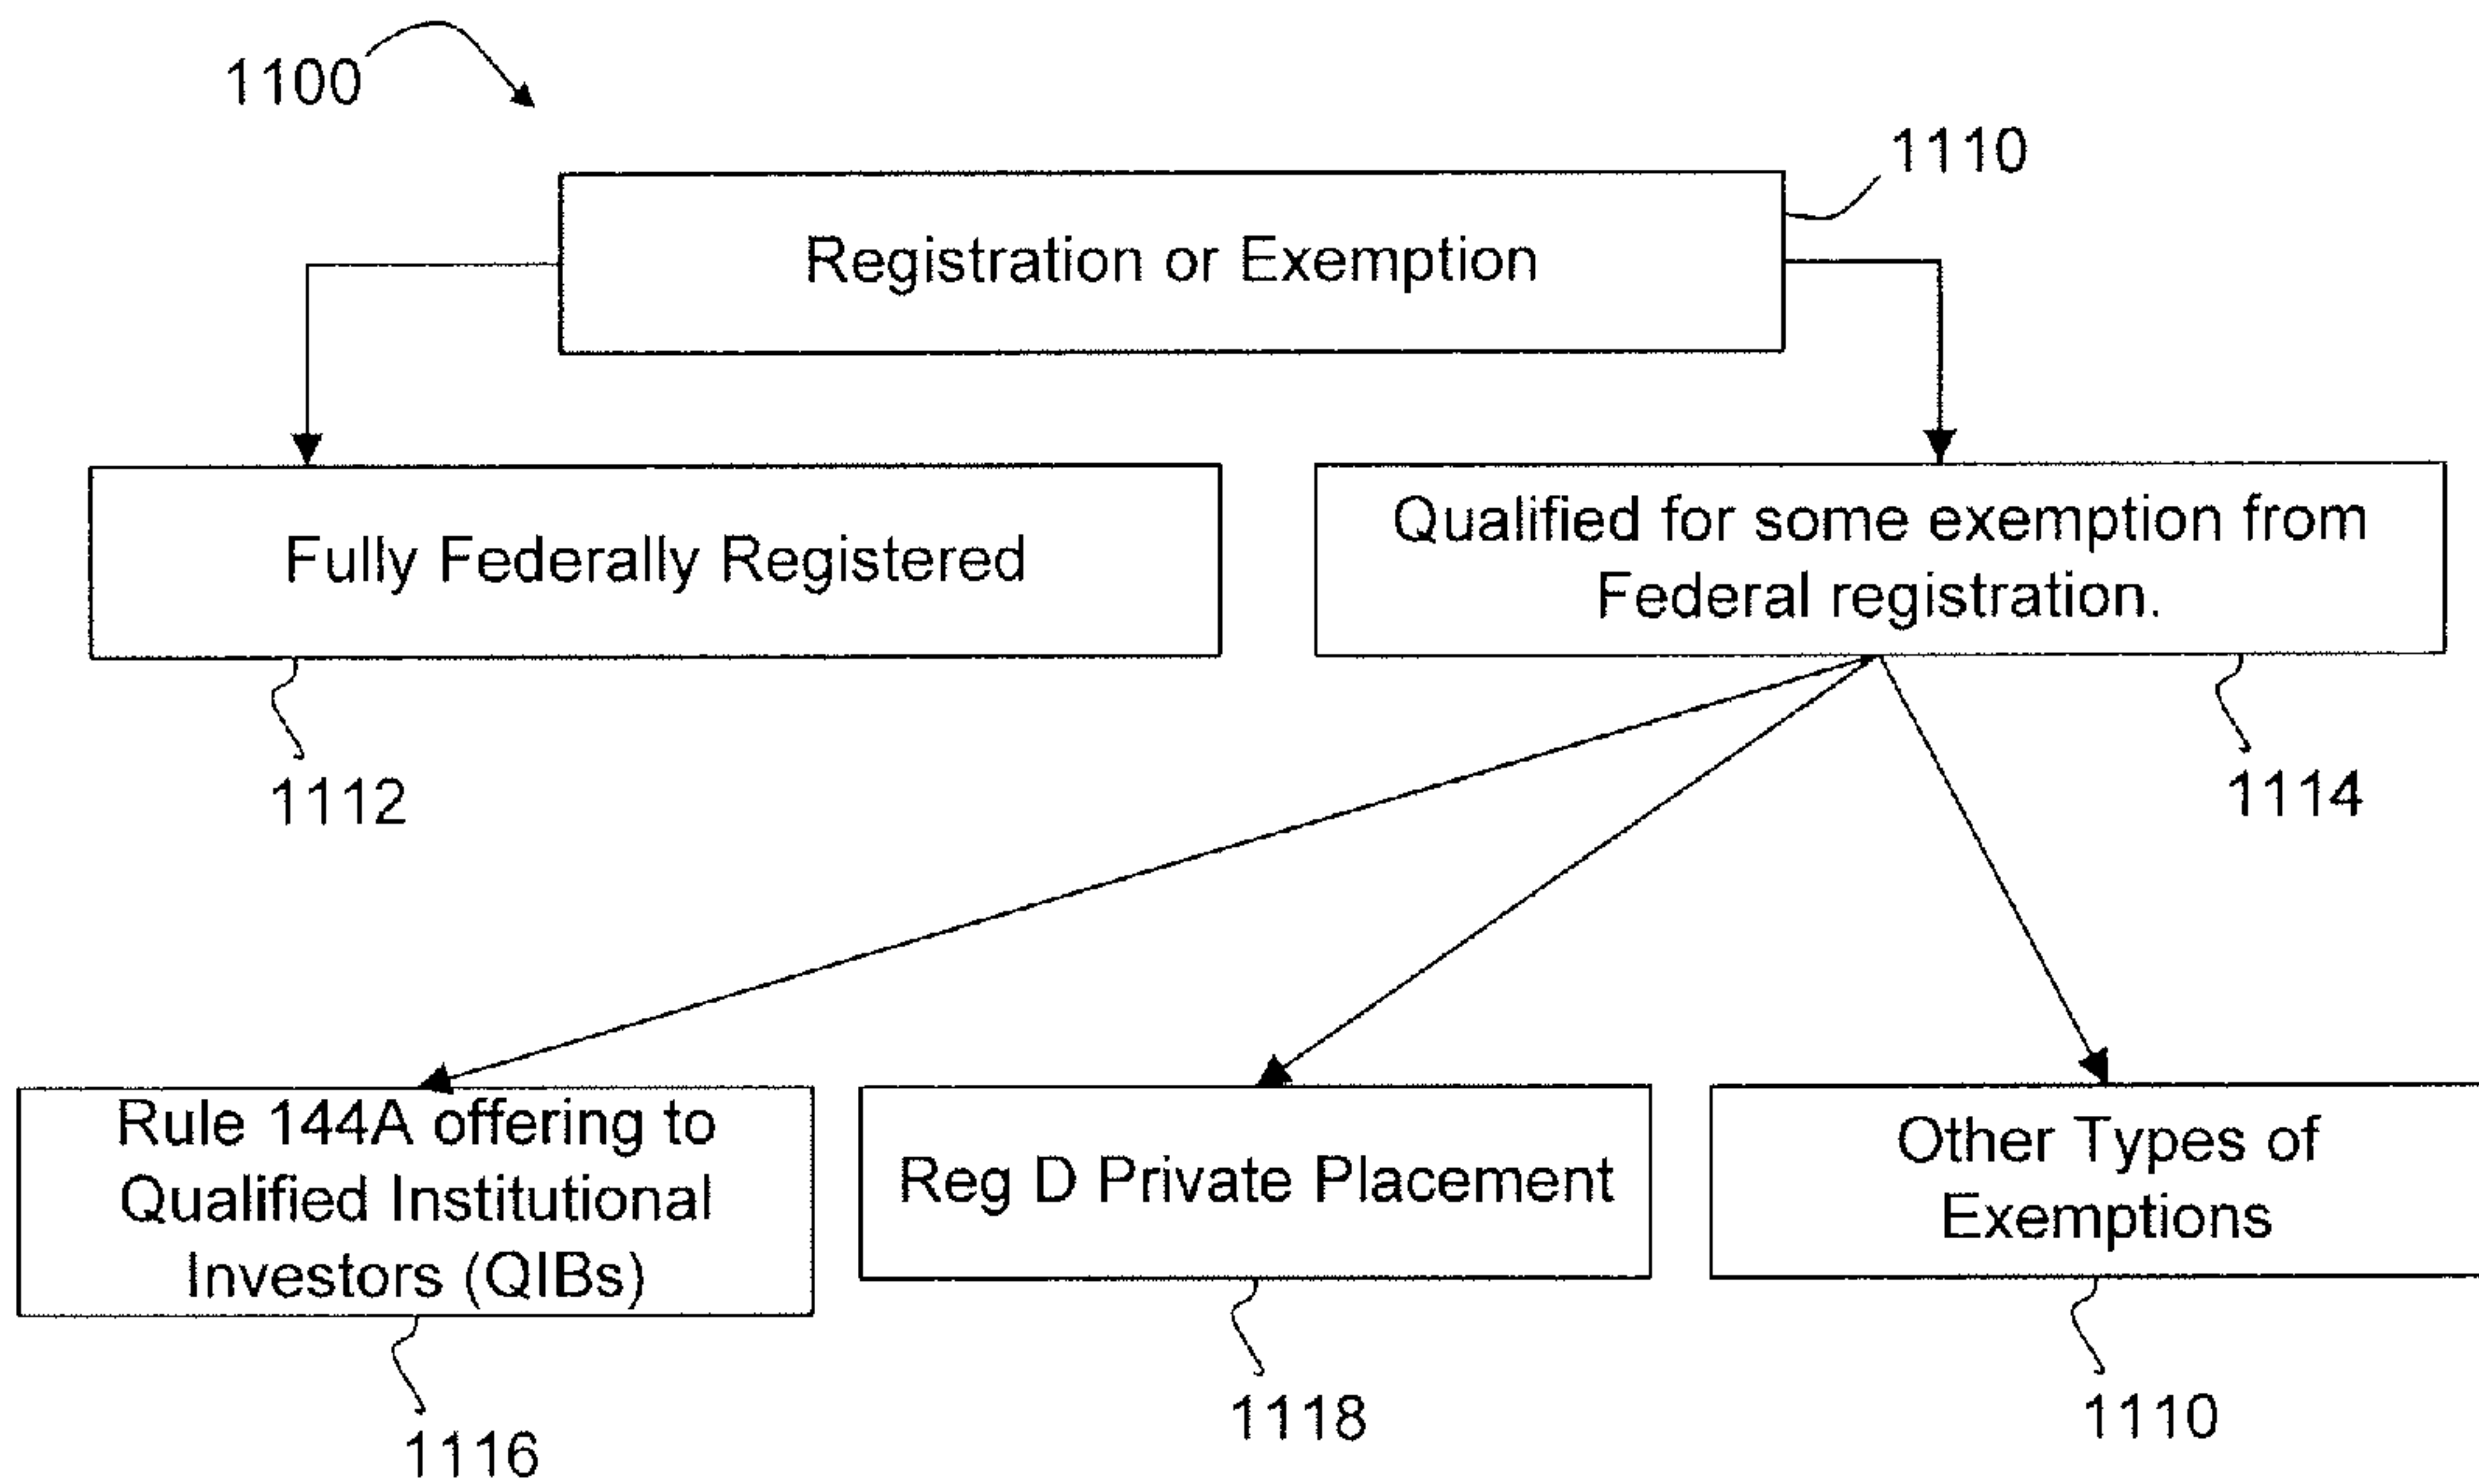 1100
1110
Registration or Exemption
Fully Federally Registered
Qualified for some exemption from
Federal registration.
1112
1114
Rule 144A offering to
Qualified Institutional
Investors (QIBs)
Reg D Private Placement
Other Types of
Exemptions
1116
1118
1110